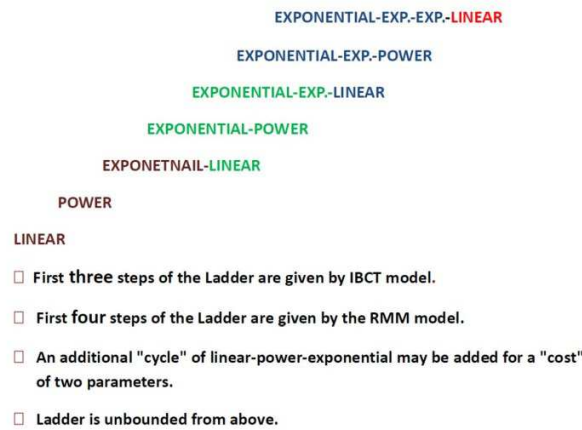 EXPONENTIAL-EXP.-EXP.-LINEAR
EXPONENTIAL-EXP.-POWER
EXPONENTIAL-EXP.-LINEAR
EXPONENTIAL-POWER
EXPONETNAIL-LINEAR
POWER
LINEAR
First three steps of the Ladder are given by IBCT model.
First four steps of the Ladder are given by the RMM model.
An additional "cycle" of linear-power-exponential may be added for a "cost"
of two parameters.
Ladder is unbounded from above.